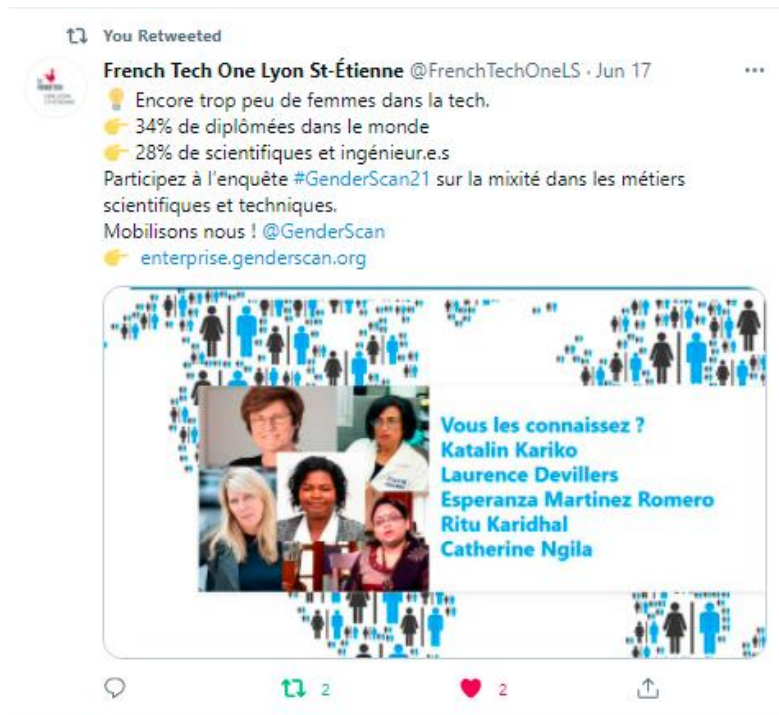 You Retweeted
French Tech One Lyon St-Étienne @FrenchTechOneLS · Jun 17
Encore trop peu de femmes dans la tech.
34% de diplômées dans le monde
28% de scientifiques et ingénieur.e.s
Participez à l'enquête #GenderScan21 sur la mixité dans les métiers
scientifiques et techniques.
Mobilisons nous ! @GenderScan
enterprise.genderscan.org
Vous les connaissez ?
Katalin Kariko
Laurence Devillers
Esperanza Martinez Romero
Ritu Karidhal
Catherine Ngila
2 2